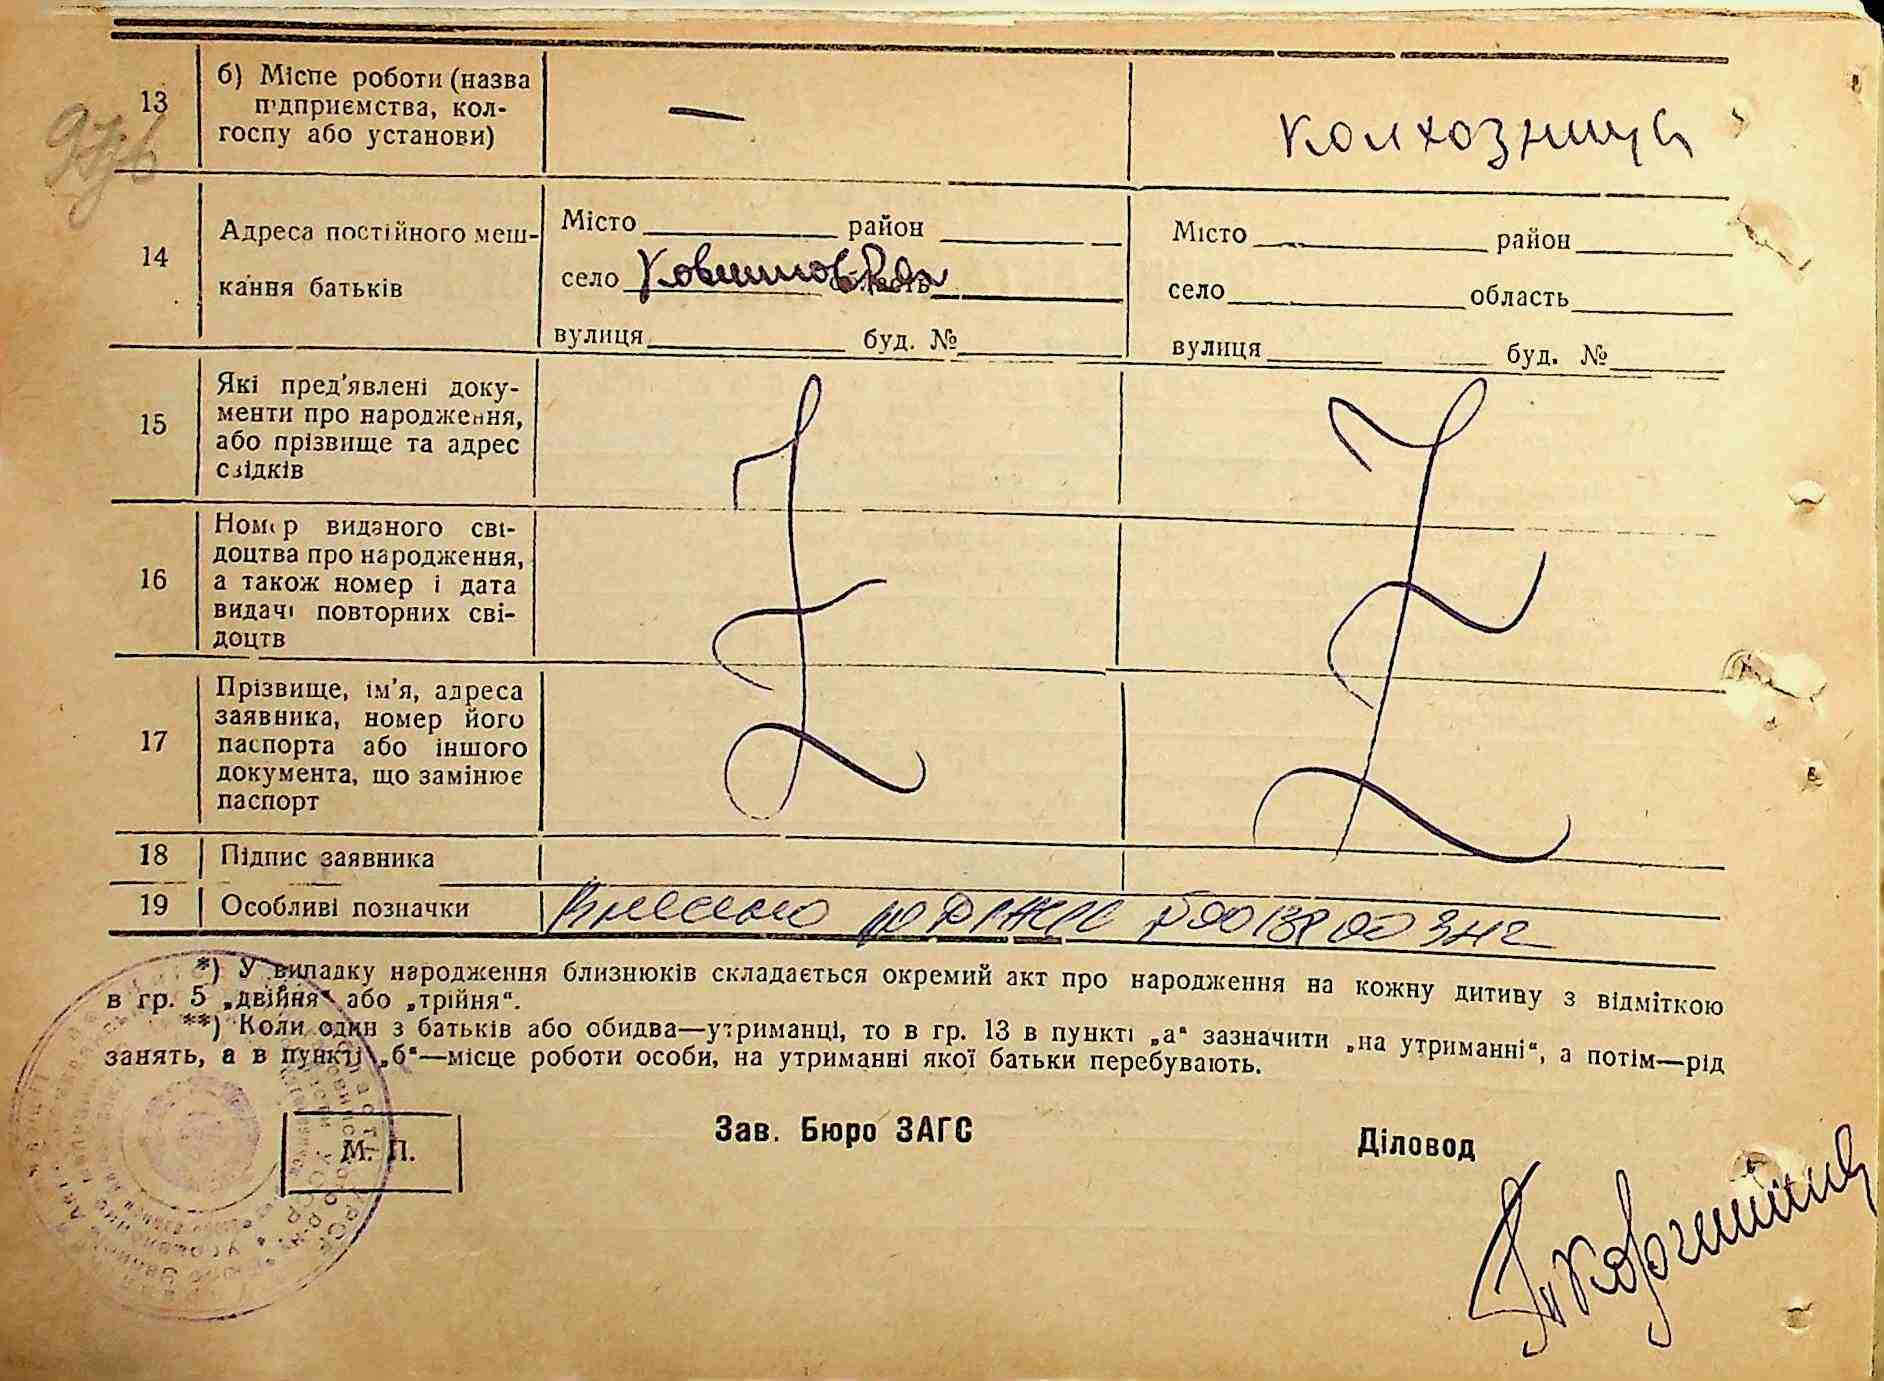 13
б) Місце роботи (назва
підприємства, кол-
госпу або установи)
—
колхозниця
14
Адреса постійного меш-
кання батьків
Місто район
село область
вулиця буд. №
Місто район
село область
вулиця буд. №
15
Які пред'явлені доку-
менти про народження,
або прізвище та адрес
свідків
16
Номер виданого сві-
доцтва про народження,
а також номер і дата
видачі повторних сві-
доцтв
17
Прізвище, ім'я, адреса
заявника, номер його
паспорта або іншого
документа, що замінює
паспорт
18
Підпис заявника
19
Особливі позначки
*) У випадку народження близнюків складається окремий акт про народження на кожну дитину з відміткою
в гр. 5 „двійня“ або „трійня“.
**) Коли один з батьків або обидва—утриманці, то в гр. 13 в пункті „а“ зазначити „на утриманні“, а потім—рід
занять, а в пункті „б“—місце роботи особи, на утриманні якої батьки перебувають.
М. П.
Зав. Бюро ЗАГС
Діловод